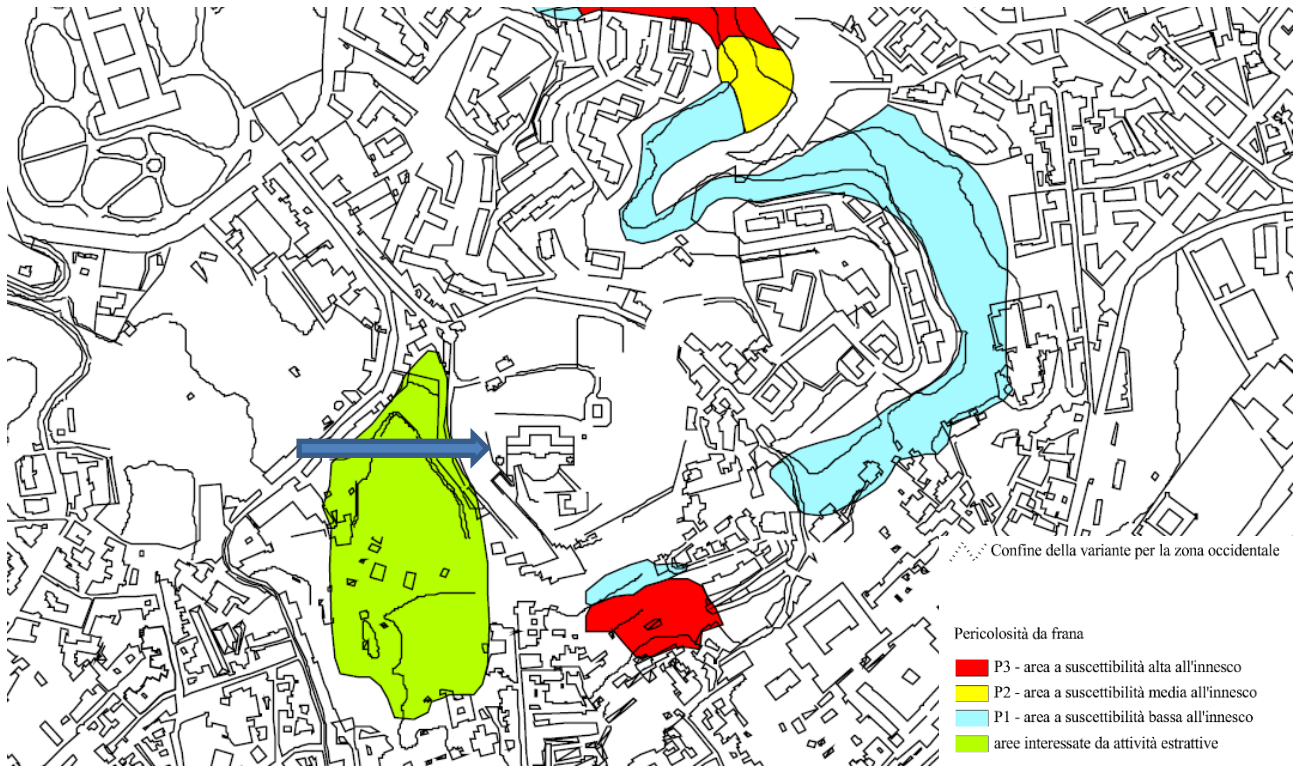 Confine della variante per la zona occidentale
Pericolosità da frana
P3 - area a suscettibilità alta all'innesco
P2 - area a suscettibilità media all'innesco
P1 - area a suscettibilità bassa all'innesco
aree interessate da attività estrattive